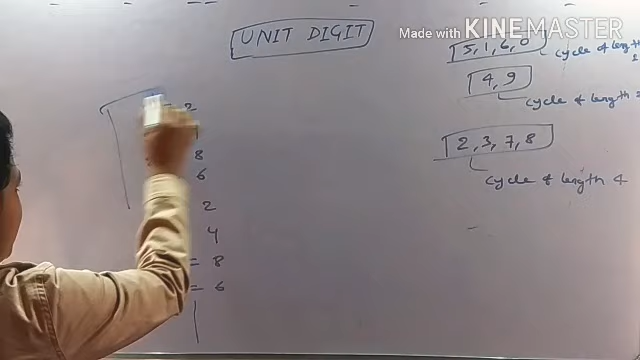 Made with KINEMASTER
UNIT DIGIT
5, 1, 6, 0
cycle of length
4, 9
cycle of length
2, 3, 7, 8
cycle of length 4
= 2
8
6
2
4
= 8
= 6